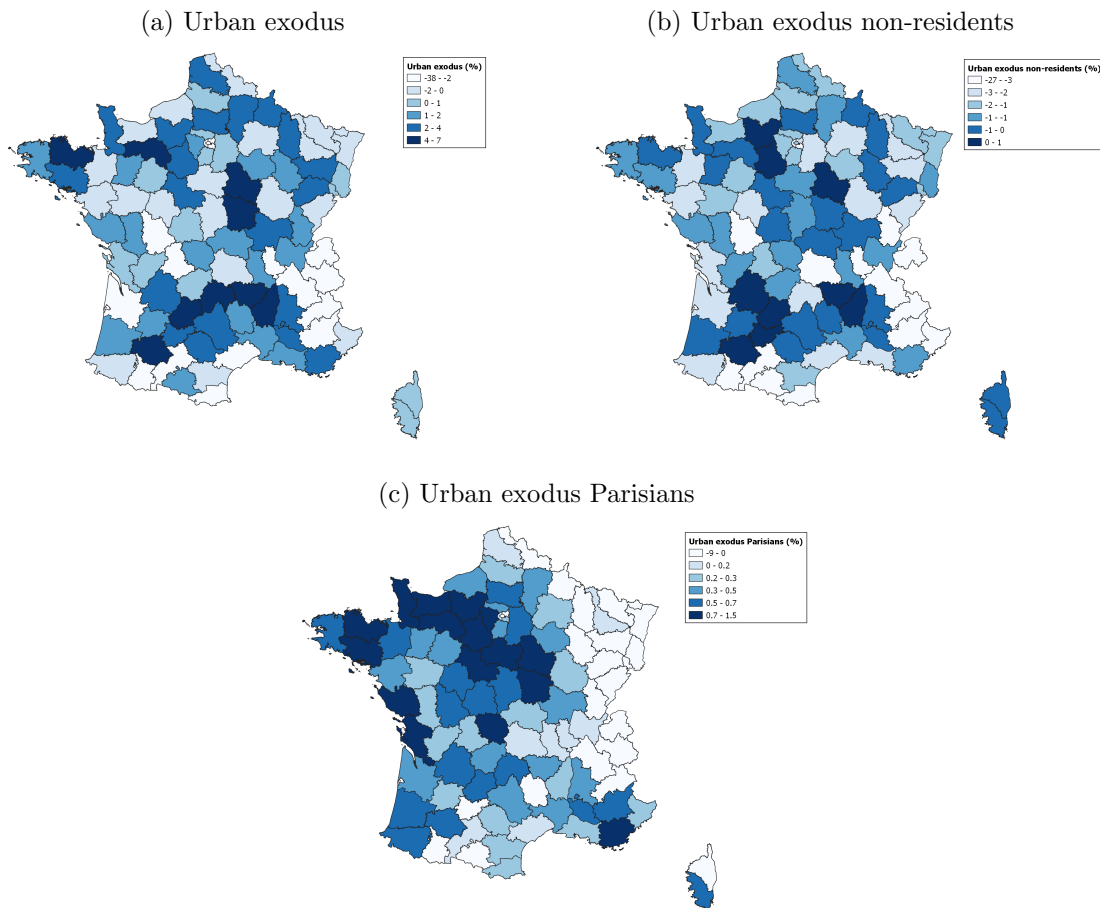 (a) Urban exodus
(b) Urban exodus non-residents
Urban exodus (%)
-38 - -2
-2 - 0
0 - 1
1 - 2
2 - 4
4 - 7
Urban exodus non-residents (%)
-27 - -3
-3 - -2
-2 - -1
-1 - -1
-1 - 0
0 - 1
(c) Urban exodus Parisians
Urban exodus Parisians (%)
-9 - 0
0 - 0.2
0.2 - 0.3
0.3 - 0.5
0.5 - 0.7
0.7 - 1.5